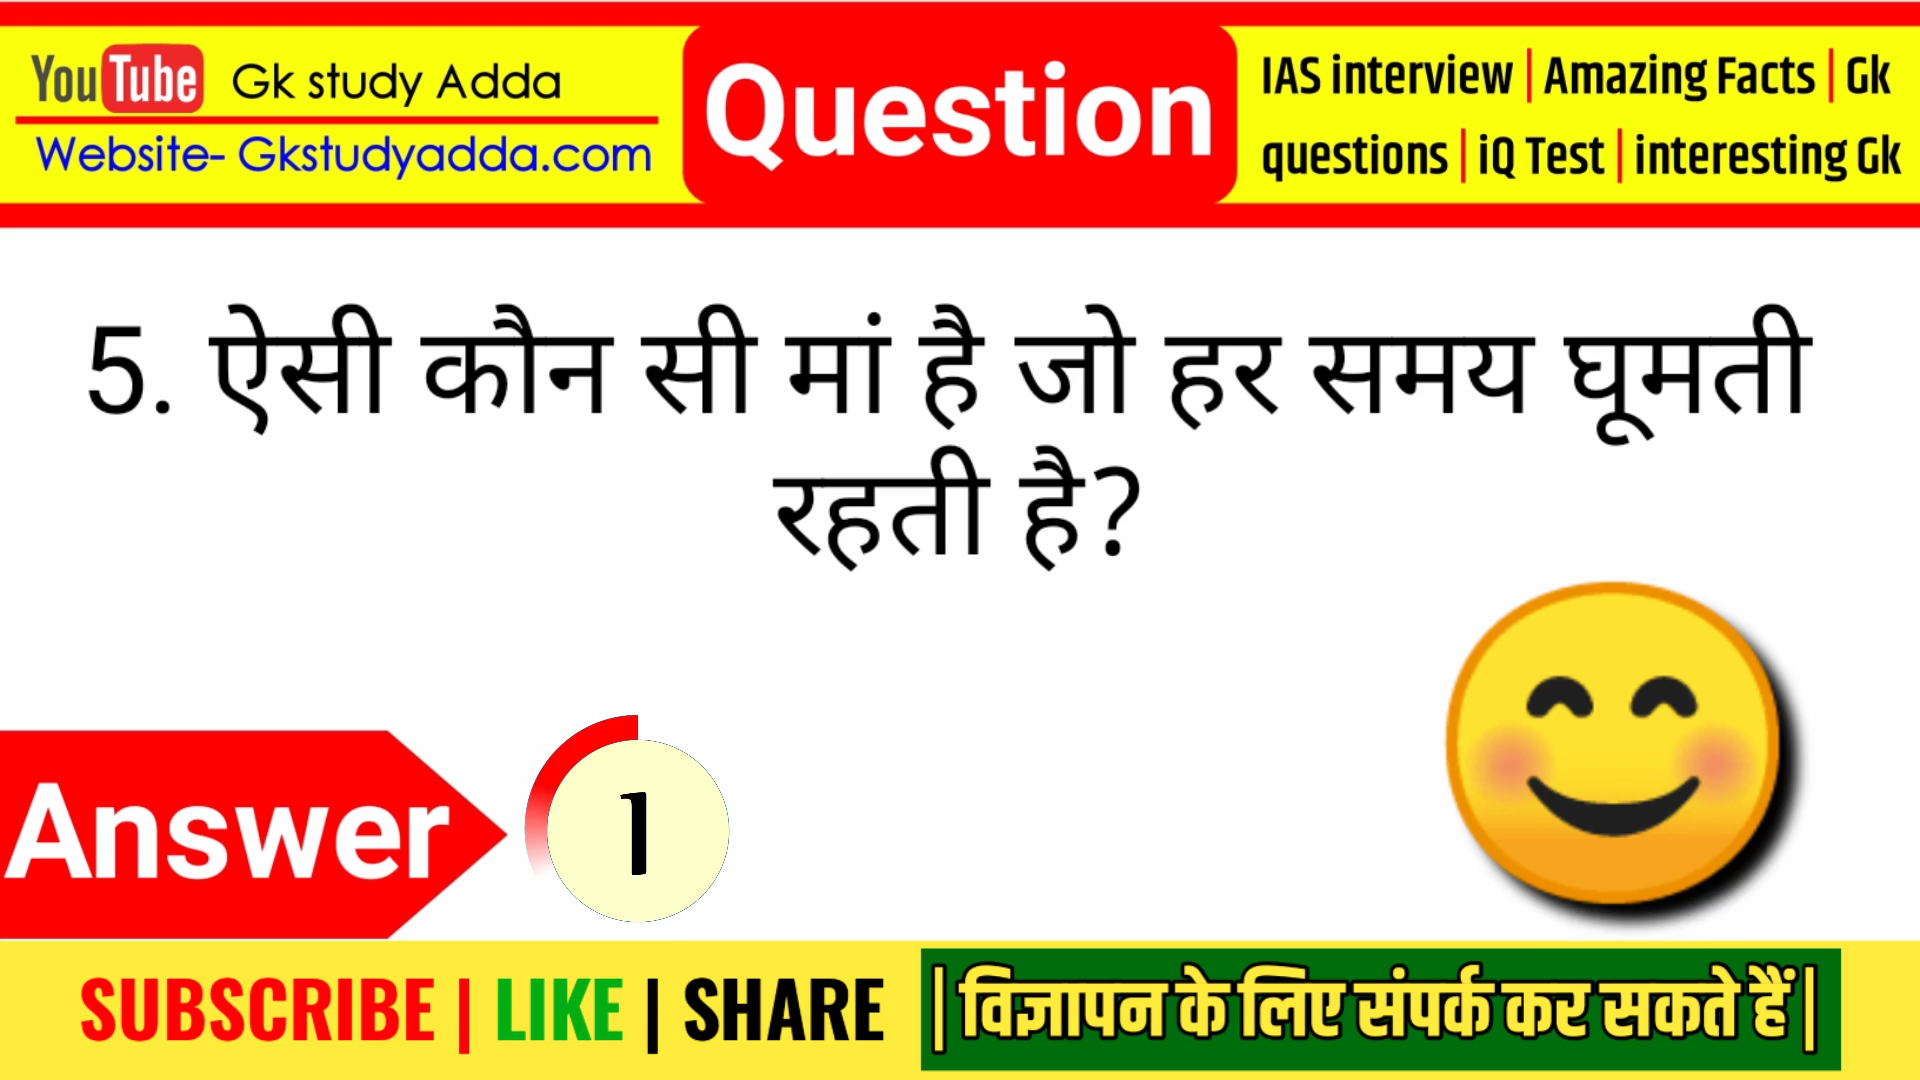 YouTube Gk study Adda
Website- Gkstudyadda.com
Question
IAS interview | Amazing Facts | Gk
questions | iQ Test | interesting Gk
5. ऐसी कौन सी मां है जो हर समय घूमती
रहती है?
Answer
1
SUBSCRIBE | LIKE | SHARE
| विज्ञापन के लिए संपर्क कर सकते हैं |